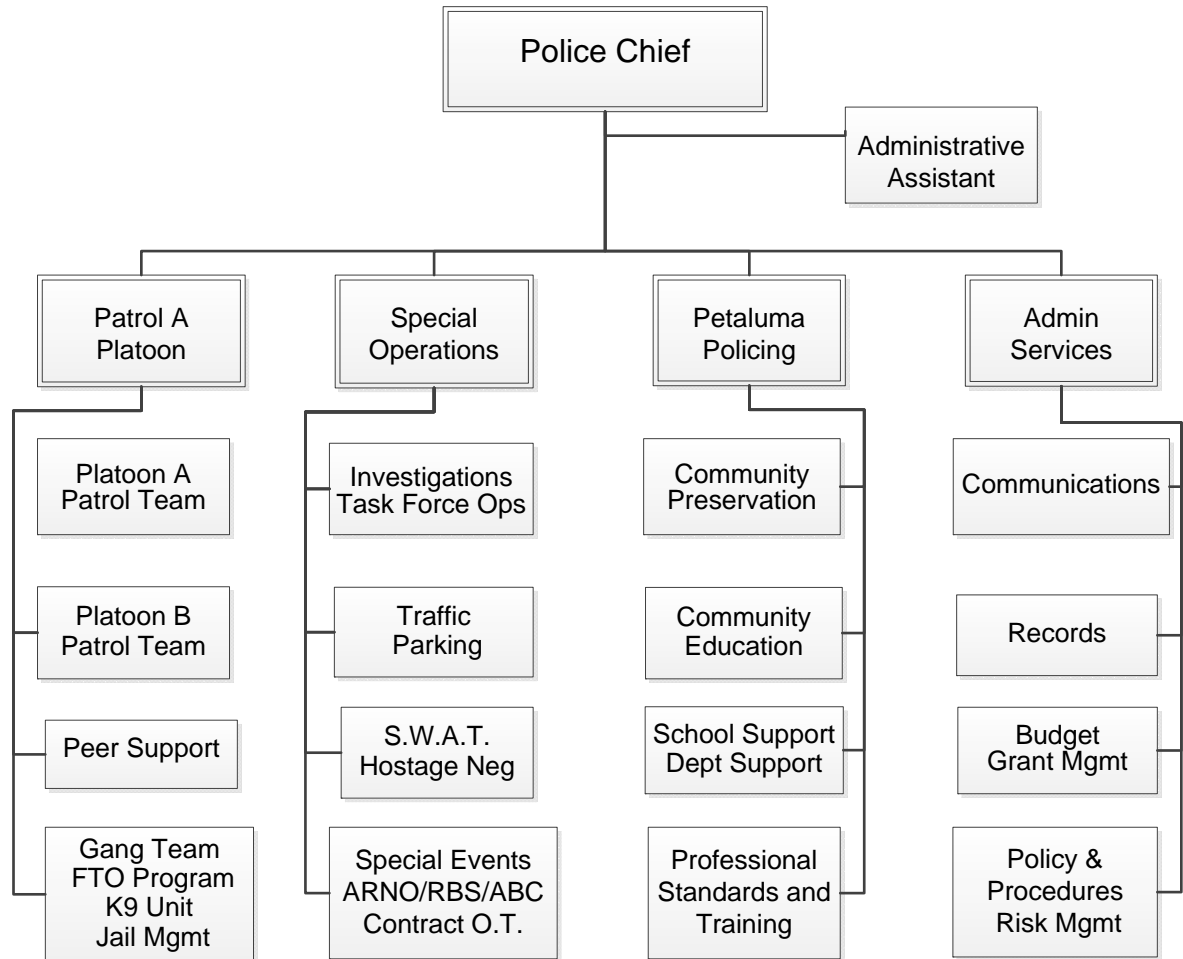 Police Chief
Administrative
Assistant
Patrol A
Platoon
Special
Operations
Petaluma
Policing
Admin
Services
Platoon A
Patrol Team
Investigations
Task Force Ops
Community
Preservation
Communications
Platoon B
Patrol Team
Traffic
Parking
Community
Education
Records
Peer Support
S.W.A.T.
Hostage Neg
School Support
Dept Support
Budget
Grant Mgmt
Gang Team
FTO Program
K9 Unit
Jail Mgmt
Special Events
ARNO/RBS/ABC
Contract O.T.
Professional
Standards and
Training
Policy &
Procedures
Risk Mgmt